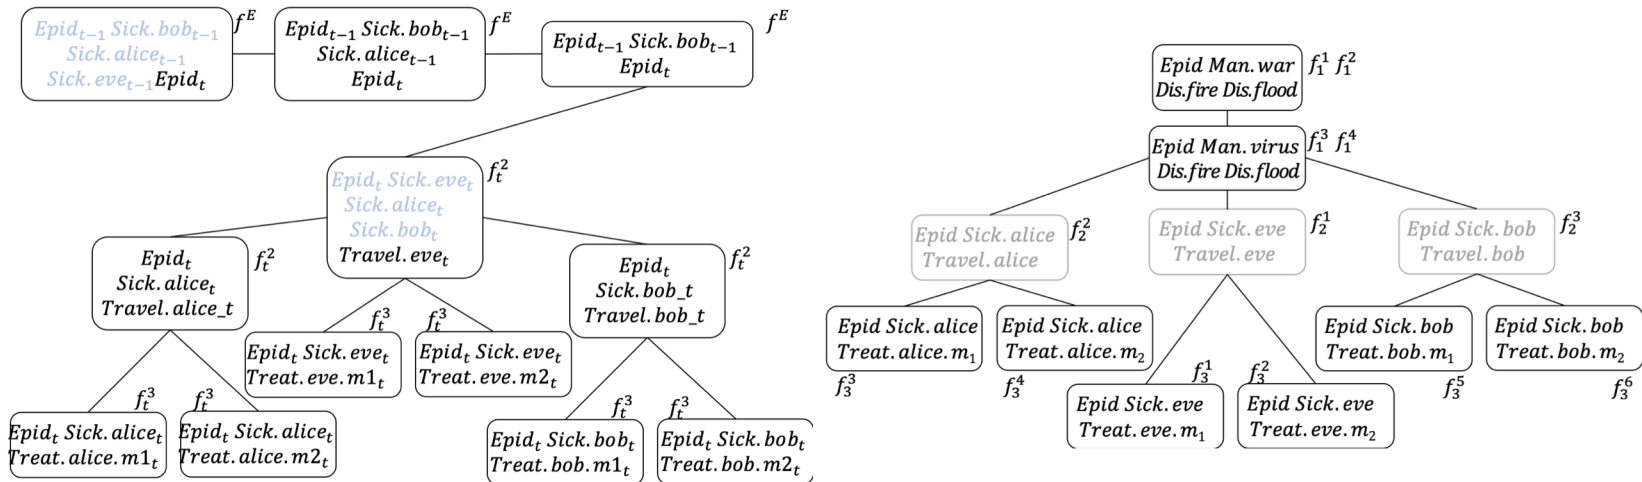 Epid_{t−1} Sick.bob_{t−1}
Sick.alice_{t−1}
Sick.eve_{t−1}Epid_t
f^E
Epid_{t−1} Sick.bob_{t−1}
Sick.alice_{t−1}
Epid_t
f^E
Epid_{t−1} Sick.bob_{t−1}
Epid_t
f^E
Epid_t Sick.eve_t
Sick.alice_t
Sick.bob_t
Travel.eve_t
f_t^2
Epid_t
Sick.alice_t
Travel.alice_t
f_t^2
Epid_t
Sick.bob_t
Travel.bob_t
f_t^2
f_t^3
Epid_t Sick.eve_t
Treat.eve.m1_t
f_t^3
Epid_t Sick.eve_t
Treat.eve.m2_t
f_t^3
Epid_t Sick.alice_t
Treat.alice.m1_t
f_t^3
Epid_t Sick.alice_t
Treat.alice.m2_t
f_t^3
Epid_t Sick.bob_t
Treat.bob.m1_t
f_t^3
Epid_t Sick.bob_t
Treat.bob.m2_t
Epid Man.war
Dis.fire Dis.flood
f_1^1 f_1^2
Epid Man.virus
Dis.fire Dis.flood
f_1^3 f_1^4
Epid Sick.alice
Travel.alice
f_2^2
Epid Sick.eve
Travel.eve
f_2^1
Epid Sick.bob
Travel.bob
f_2^3
Epid Sick.alice
Treat.alice.m_1
f_3^3
Epid Sick.alice
Treat.alice.m_2
f_3^4
f_3^1
Epid Sick.eve
Treat.eve.m_1
f_3^2
Epid Sick.eve
Treat.eve.m_2
Epid Sick.bob
Treat.bob.m_1
f_3^5
Epid Sick.bob
Treat.bob.m_2
f_3^6